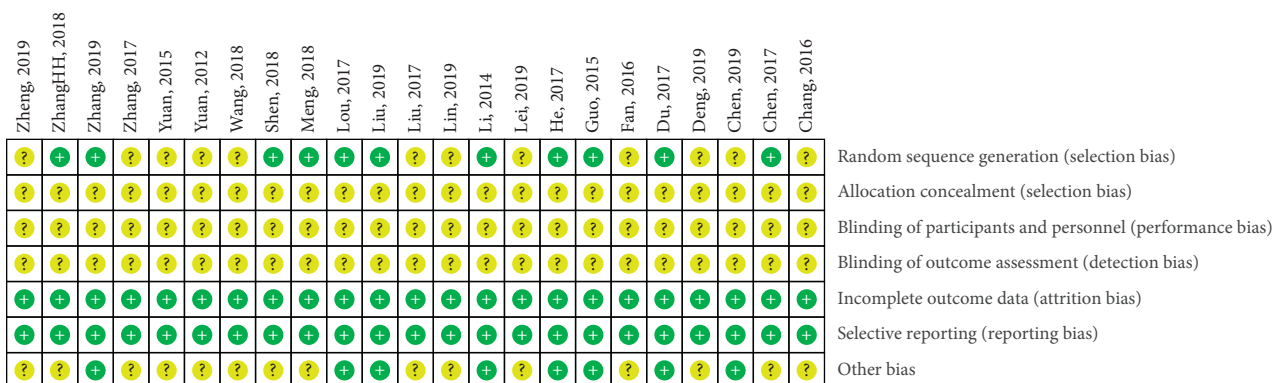 Zheng, 2019
ZhangHH, 2018
Zhang, 2019
Zhang, 2017
Yuan, 2015
Yuan, 2012
Wang, 2018
Shen, 2018
Meng, 2018
Lou, 2017
Liu, 2019
Liu, 2017
Lin, 2019
Li, 2014
Lei, 2019
He, 2017
Guo, 2015
Fan, 2016
Du, 2017
Deng, 2019
Chen, 2019
Chen, 2017
Chang, 2016
? + + ? ? ? ? + + + + ? ? + ? + + ? + ? ? + ? Random sequence generation (selection bias)
? ? ? ? ? ? ? ? ? ? ? ? ? ? ? ? ? ? ? ? ? ? ? Allocation concealment (selection bias)
? ? ? ? ? ? ? ? ? ? ? ? ? ? ? ? ? ? ? ? ? ? ? Blinding of participants and personnel (performance bias)
? ? ? ? ? ? ? ? ? ? ? ? ? ? ? ? ? ? ? ? ? ? ? Blinding of outcome assessment (detection bias)
+ + + + + + + + + + + + + + + + + + + + + + + Incomplete outcome data (attrition bias)
+ + + + + + + + + + + + + + + + + + + + + + + Selective reporting (reporting bias)
? ? + ? ? ? ? ? ? + + ? ? + ? + + ? + ? + ? ? Other bias